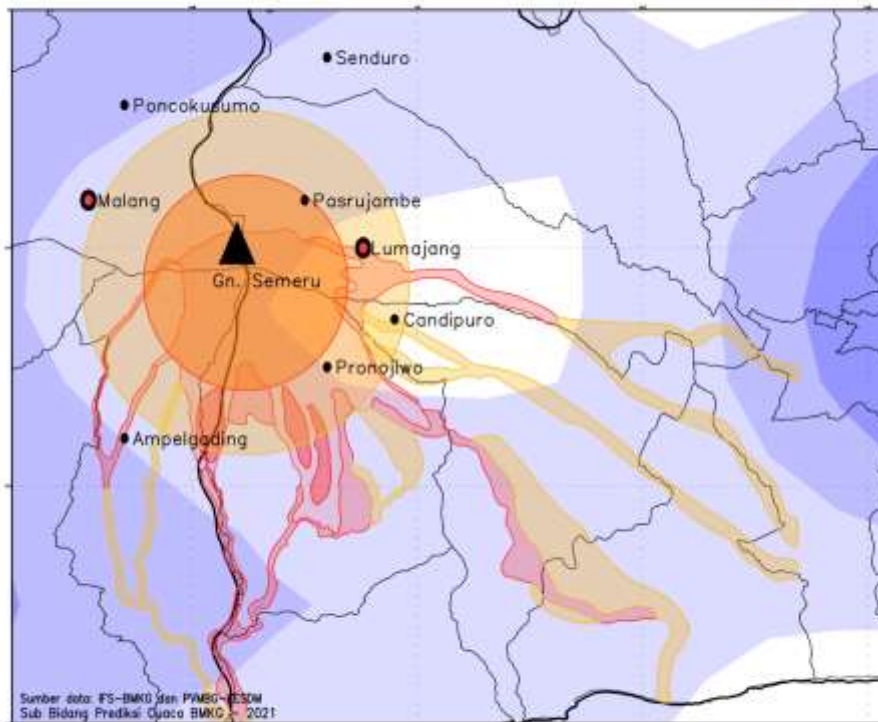 Senduro
Poncokusumo
Malang
Pasrujambe
Lumajang
Gn. Semeru
Candipuro
Pronojiwo
Ampelgading
Sumber data: IFS-BMKG dan PVMBG-KESDM
Sub Bidang Prediksi Cuaca BMKG - 2021